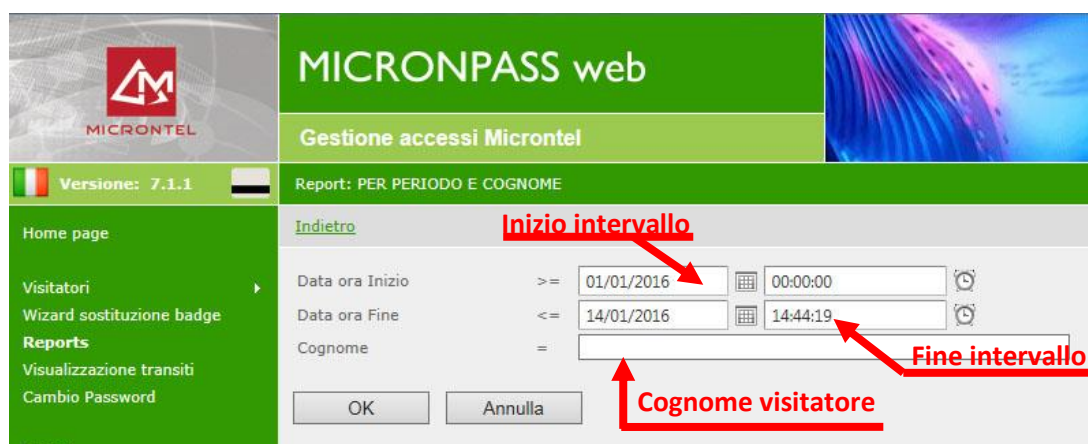 MICRONTEL
MICRONPASS web
Gestione accessi Microntel
Versione: 7.1.1
Report: PER PERIODO E COGNOME
Home page
Visitatori
Wizard sostituzione badge
Reports
Visualizzazione transiti
Cambio Password
Indietro
Inizio intervallo
Data ora Inizio >= 01/01/2016 00:00:00
Data ora Fine <= 14/01/2016 14:44:19
Cognome =
Fine intervallo
OK Annulla
Cognome visitatore